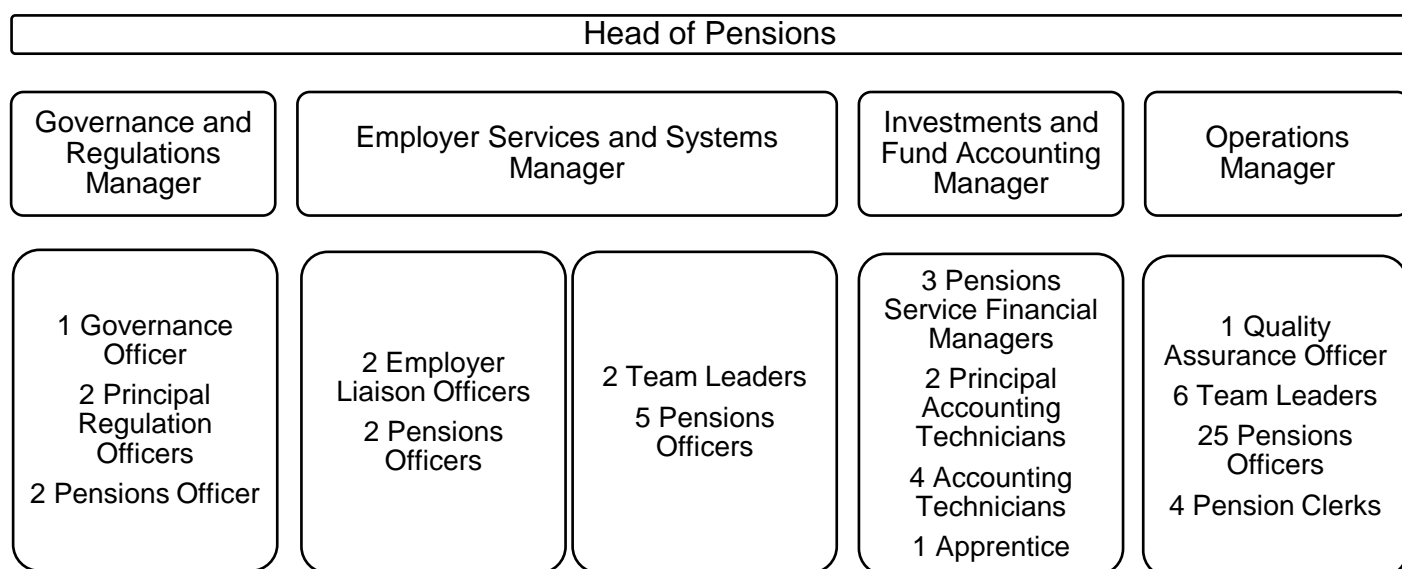 Head of Pensions
Governance and
Regulations
Manager
Employer Services and Systems
Manager
Investments and
Fund Accounting
Manager
Operations
Manager
1 Governance
Officer
2 Principal
Regulation
Officers
2 Pensions Officer
2 Employer
Liaison Officers
2 Pensions
Officers
2 Team Leaders
5 Pensions
Officers
3 Pensions
Service Financial
Managers
2 Principal
Accounting
Technicians
4 Accounting
Technicians
1 Apprentice
1 Quality
Assurance Officer
6 Team Leaders
25 Pensions
Officers
4 Pension Clerks